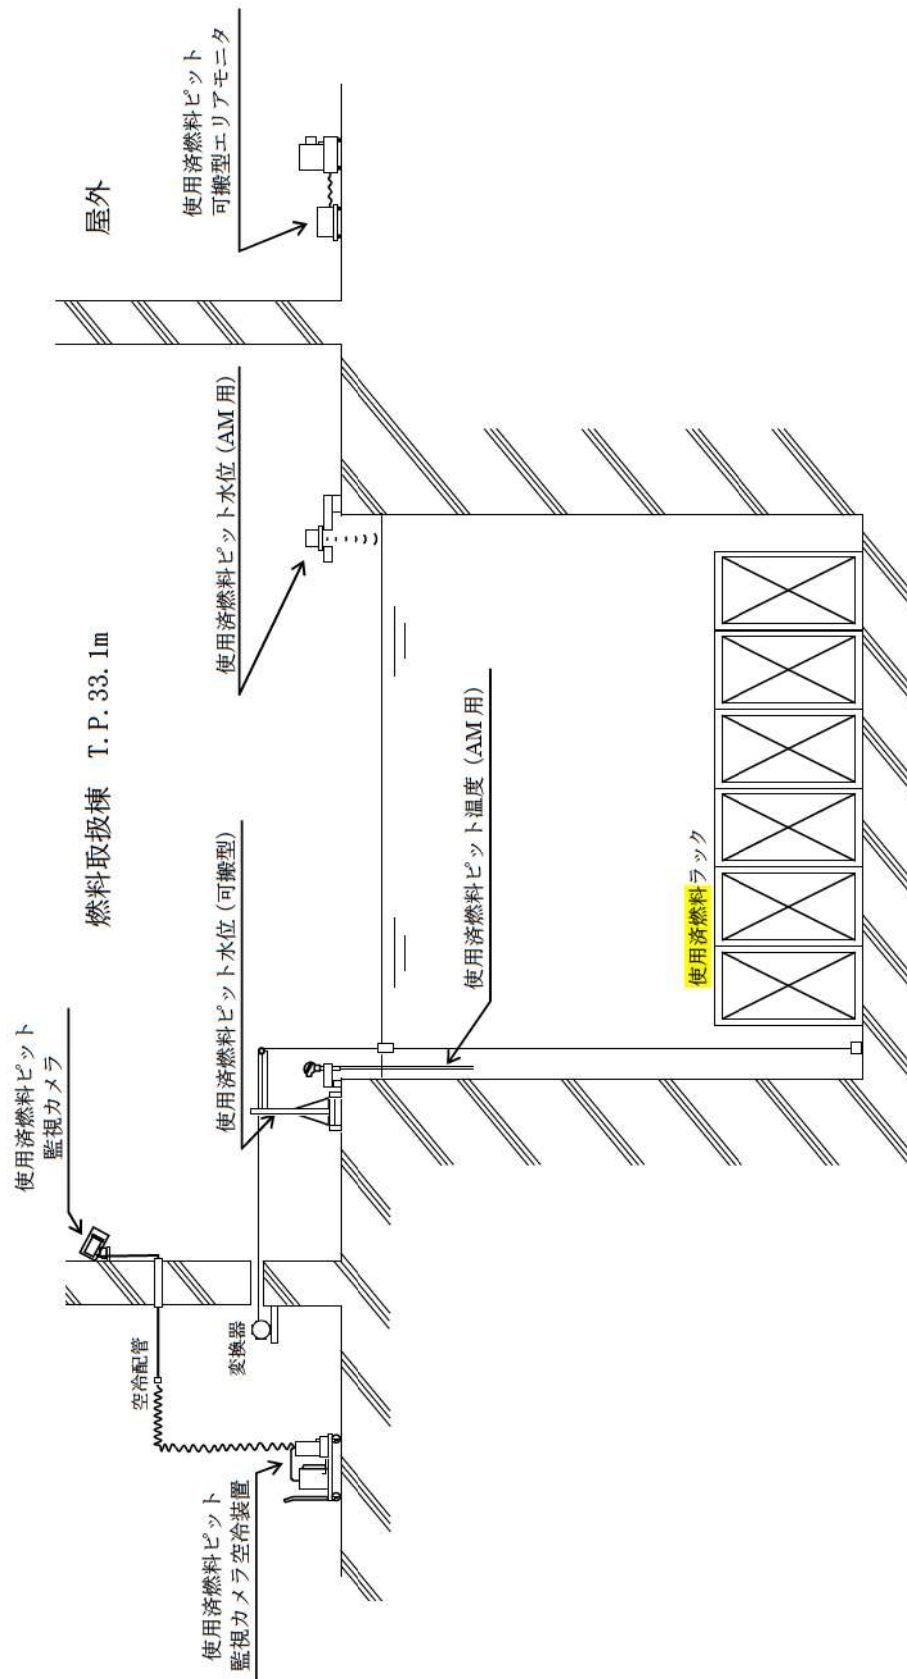 使用済燃料ピット
監視カメラ
燃料取扱棟 T.P. 33.1m
屋外
使用済燃料ピット
可搬型エリアモニタ
空冷配管
変換器
使用済燃料ピット水位(可搬型)
使用済燃料ピット水位(AM用)
使用済燃料ピット
監視カメラ空冷装置
使用済燃料ピット温度(AM用)
使用済燃料ラック